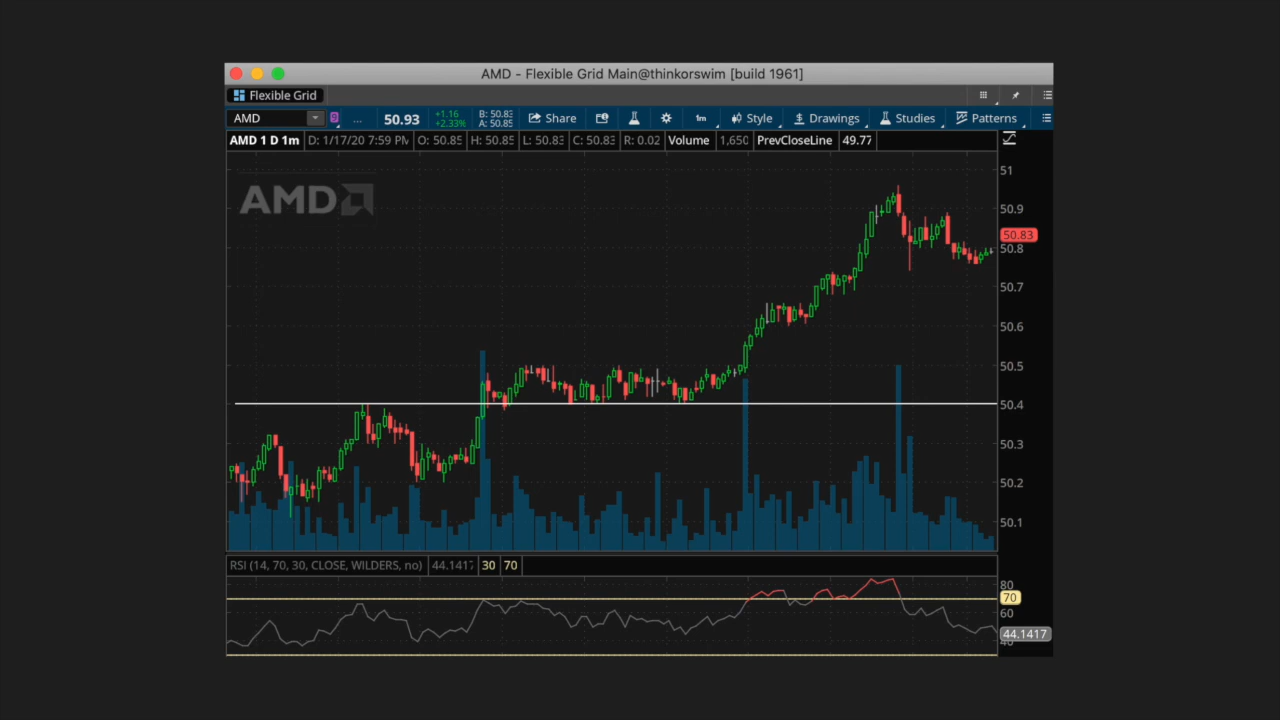 AMD - Flexible Grid Main@thinkorswim [build 1961]
Flexible Grid
AMD ... 50.93 +1.16 +2.33% B: 50.83 A: 50.85 Share 1m Style Drawings Studies Patterns
AMD 1 D 1m D: 1/17/20 7:59 PM O: 50.85 H: 50.85 L: 50.83 C: 50.83 R: 0.02 Volume 1,650 PrevCloseLine 49.77
AMD
51
50.9
50.83
50.8
50.7
50.6
50.5
50.4
50.3
50.2
50.1
RSI (14, 70, 30, CLOSE, WILDERS, no) 44.1417 30 70
80
70
60
44.1417
40